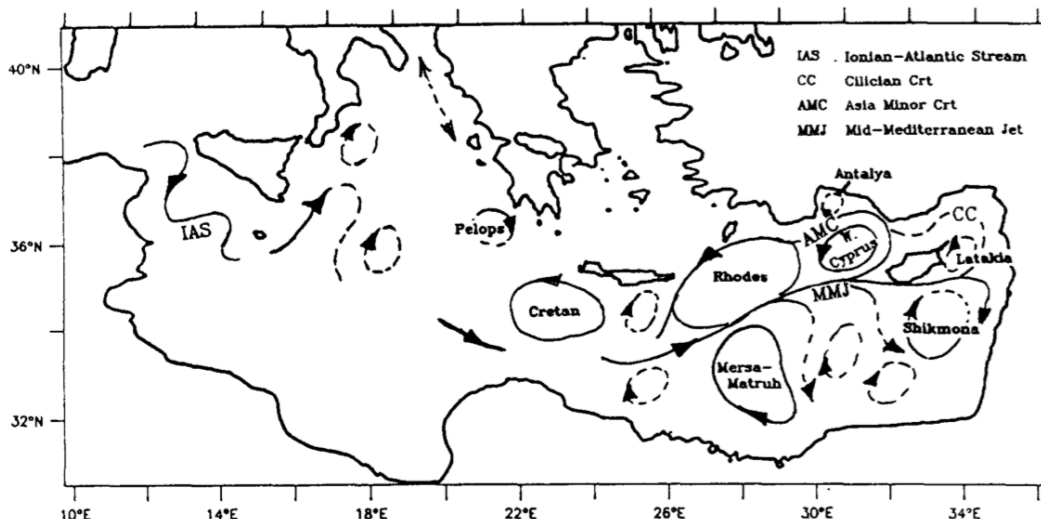 G
40°N
IAS . Ionian-Atlantic Stream
CC Cilician Crt
AMC Asia Minor Crt
MMJ Mid-Mediterranean Jet
Antalya
CC
AMC
W. Cyprus
Latakia
IAS
Pelops
36°N
Rhodes
MMJ
Cretan
Shikmona
Mersa-
Matruh
32°N
10°E 14°E 18°E 22°E 26°E 30°E 34°E